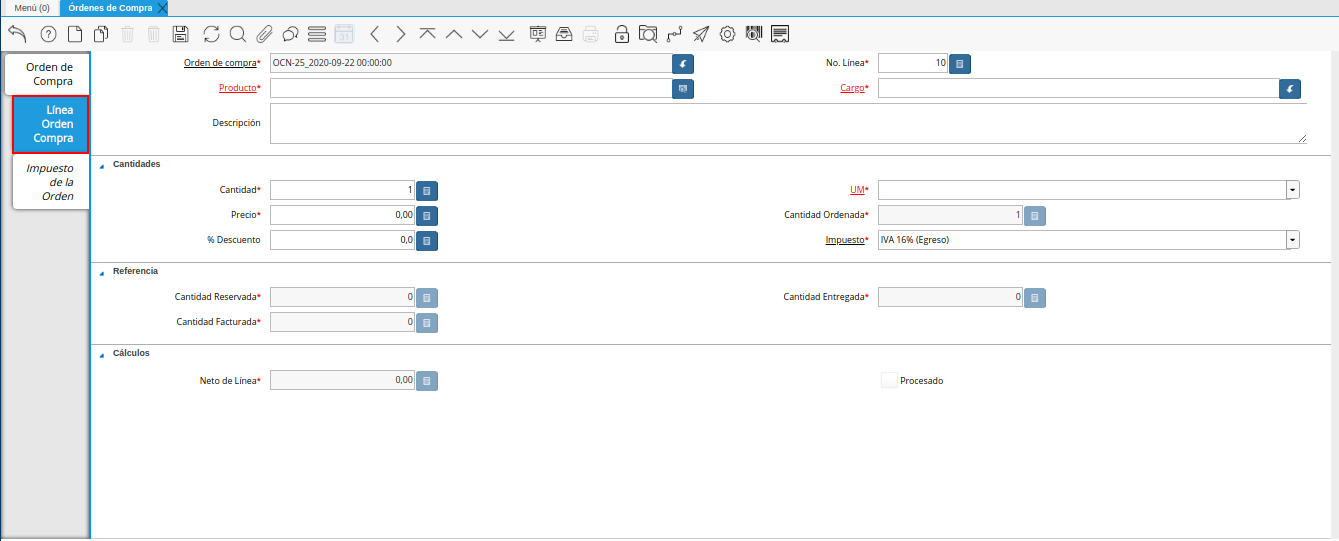 Menú (0)
Órdenes de Compra
31
Orden de
Compra
Línea
Orden
Compra
Impuesto
de la
Orden
Orden de compra* OCN-25_2020-09-22 00:00:00
No. Línea* 10
Producto*
Cargo*
Descripción
Cantidades
Cantidad* 1
UM*
Precio* 0,00
Cantidad Ordenada* 1
% Descuento 0,0
Impuesto* IVA 16% (Egreso)
Referencia
Cantidad Reservada* 0
Cantidad Entregada* 0
Cantidad Facturada* 0
Cálculos
Neto de Línea* 0,00
Procesado